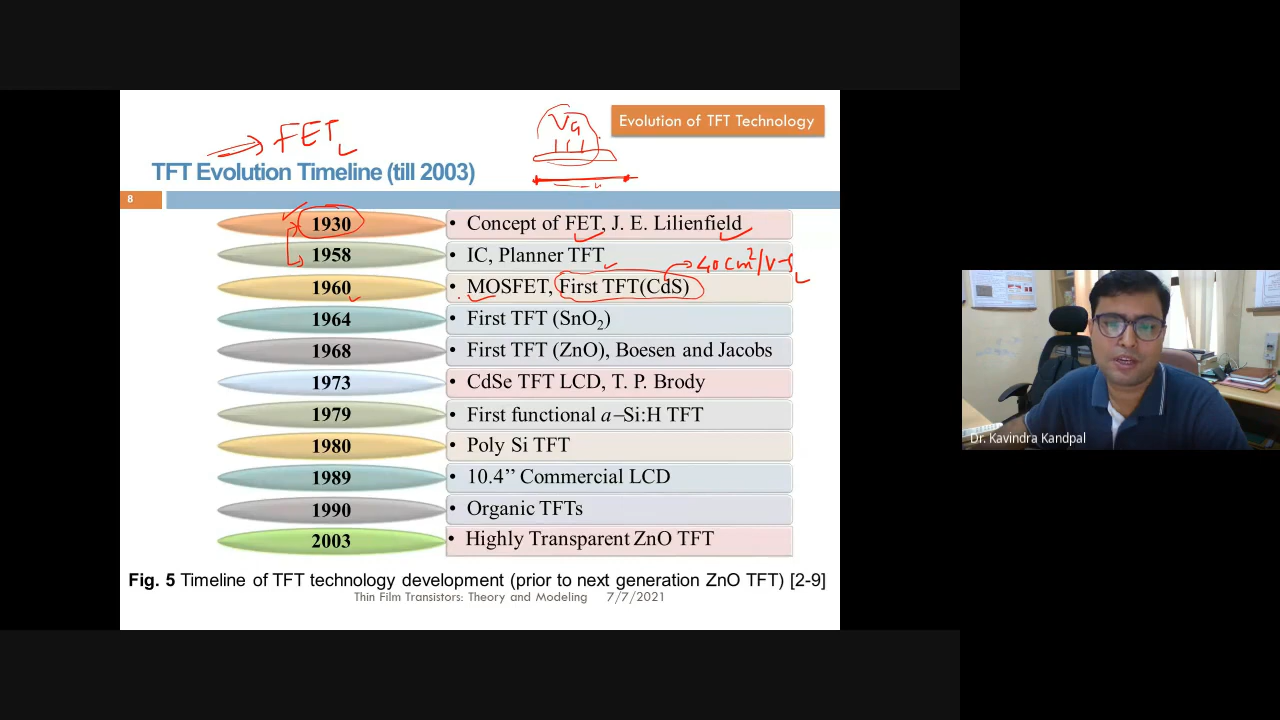 → FET
V_G
Evolution of TFT Technology
TFT Evolution Timeline (till 2003)
8
1930 • Concept of FET, J. E. Lilienfield
1958 • IC, Planner TFT
40 cm²/V-s
1960 • MOSFET, First TFT(CdS)
1964 • First TFT (SnO₂)
1968 • First TFT (ZnO), Boesen and Jacobs
1973 • CdSe TFT LCD, T. P. Brody
1979 • First functional a–Si:H TFT
1980 • Poly Si TFT
1989 • 10.4’’ Commercial LCD
1990 • Organic TFTs
2003 • Highly Transparent ZnO TFT
Fig. 5 Timeline of TFT technology development (prior to next generation ZnO TFT) [2-9]
Thin Film Transistors: Theory and Modeling 7/7/2021
Dr. Kavindra Kandpal